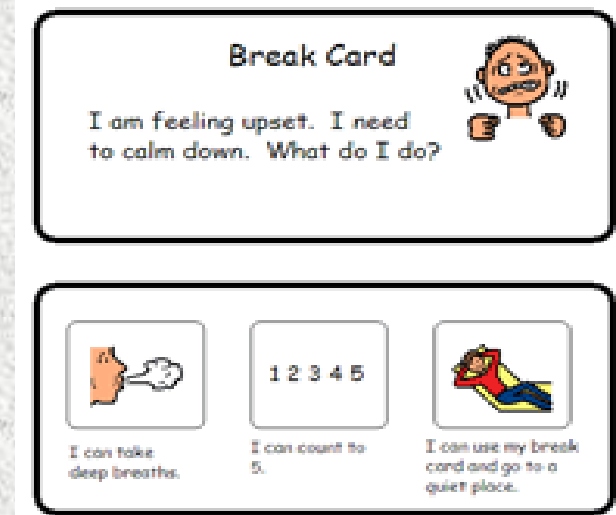 Break Card
I am feeling upset. I need
to calm down. What do I do?
1 2 3 4 5
I can take
deep breaths.
I can count to
5.
I can use my break
card and go to a
quiet place.